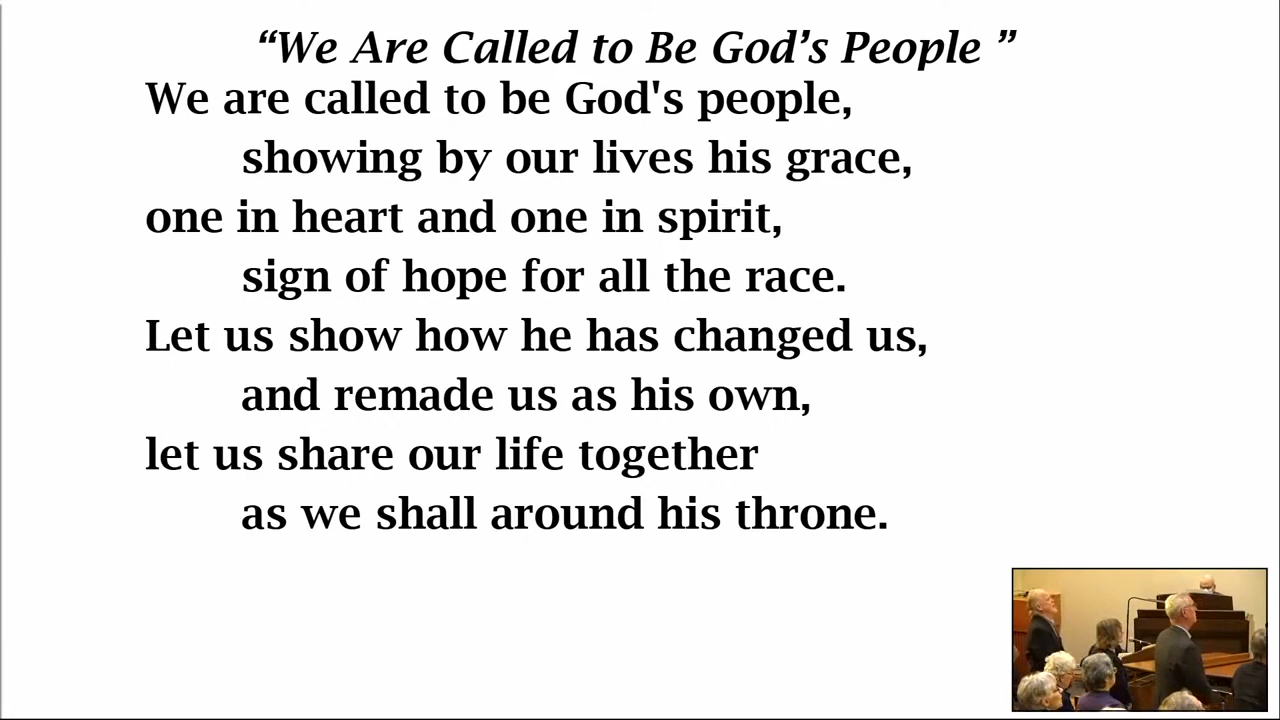 “We Are Called to Be God’s People ”
We are called to be God's people,
showing by our lives his grace,
one in heart and one in spirit,
sign of hope for all the race.
Let us show how he has changed us,
and remade us as his own,
let us share our life together
as we shall around his throne.